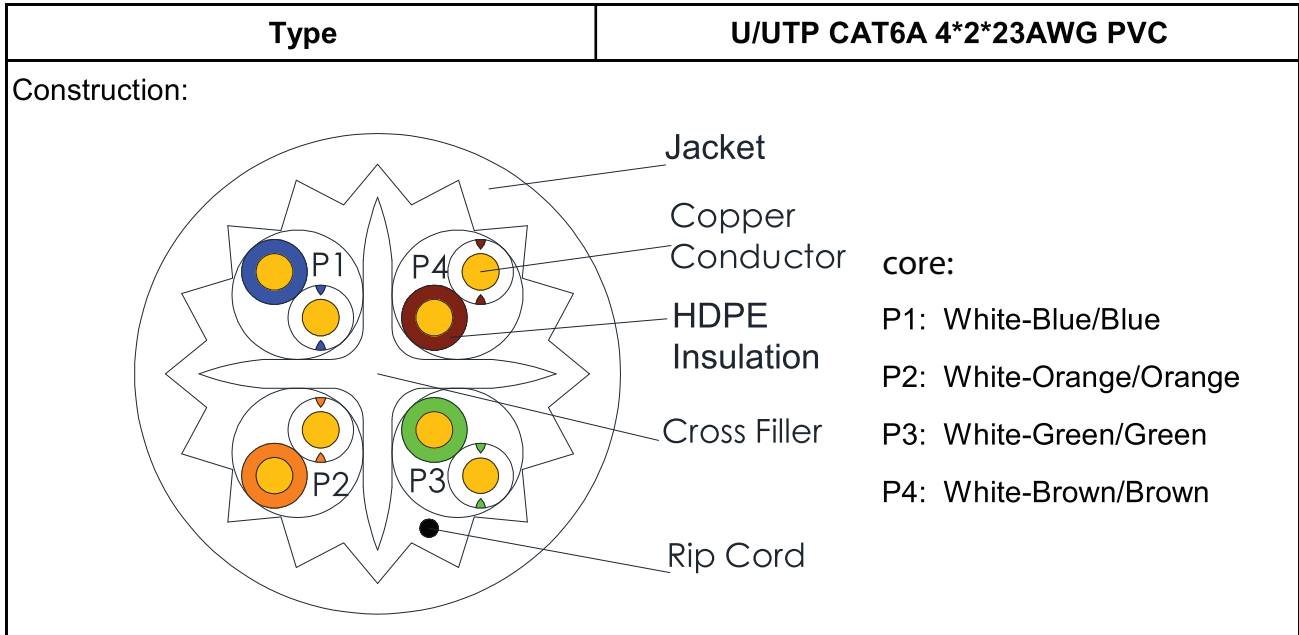 Type
U/UTP CAT6A 4*2*23AWG PVC
Construction:
Jacket
Copper
Conductor
HDPE
Insulation
Cross Filler
Rip Cord
P1
P4
P2
P3
core:
P1: White-Blue/Blue
P2: White-Orange/Orange
P3: White-Green/Green
P4: White-Brown/Brown